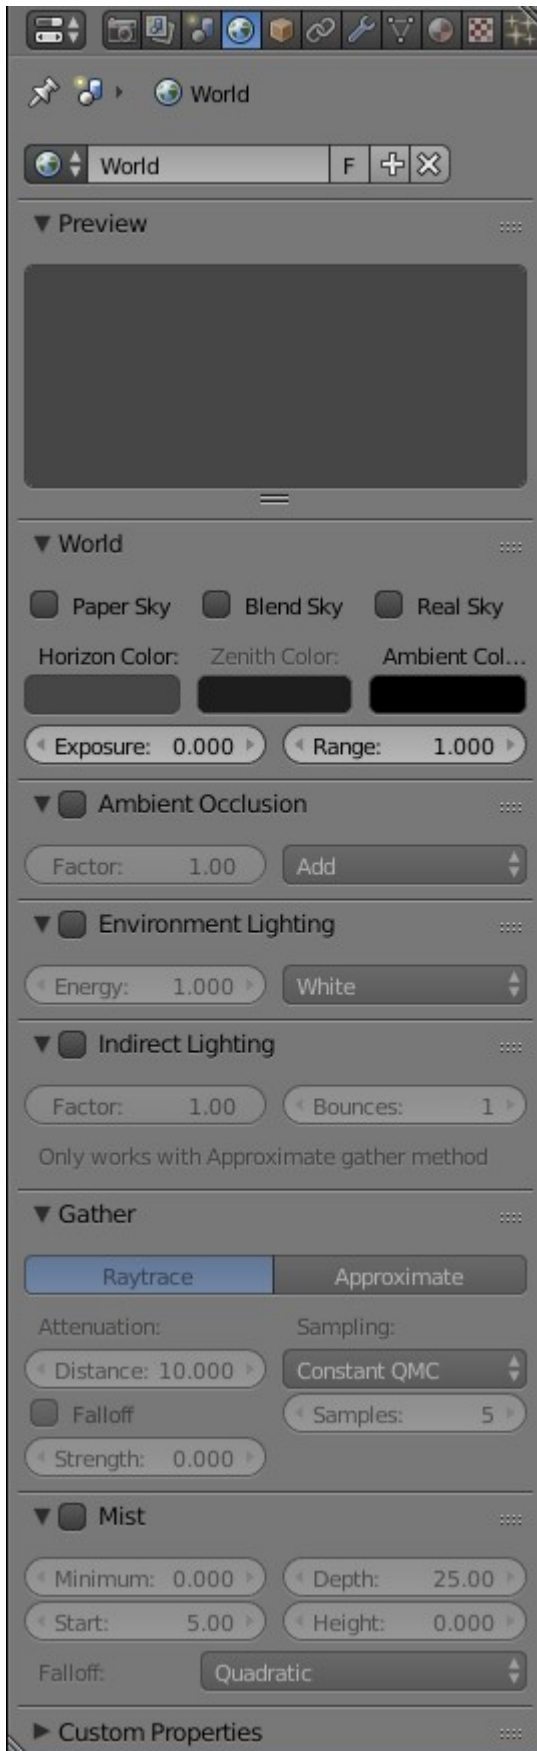 World
World F
Preview
World
Paper Sky Blend Sky Real Sky
Horizon Color: Zenith Color: Ambient Col...
Exposure: 0.000 Range: 1.000
Ambient Occlusion
Factor: 1.00 Add
Environment Lighting
Energy: 1.000 White
Indirect Lighting
Factor: 1.00 Bounces: 1
Only works with Approximate gather method
Gather
Raytrace Approximate
Attenuation: Sampling:
Distance: 10.000 Constant QMC
Falloff Samples: 5
Strength: 0.000
Mist
Minimum: 0.000 Depth: 25.00
Start: 5.00 Height: 0.000
Falloff: Quadratic
Custom Properties